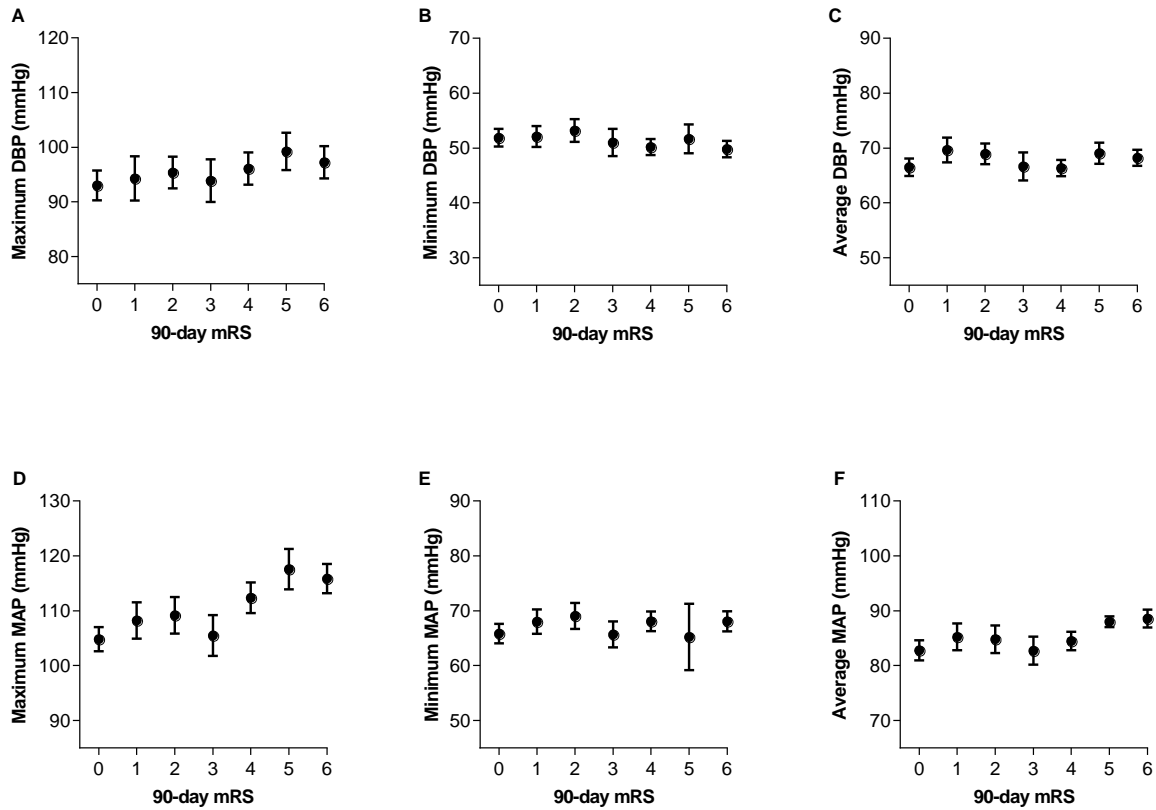 A
Maximum DBP (mmHg)
120
110
100
90
80
0 1 2 3 4 5 6
90-day mRS
B
Minimum DBP (mmHg)
70
60
50
40
30
0 1 2 3 4 5 6
90-day mRS
C
Average DBP (mmHg)
90
80
70
60
50
0 1 2 3 4 5 6
90-day mRS
D
Maximum MAP (mmHg)
130
120
110
100
90
0 1 2 3 4 5 6
90-day mRS
E
Minimum MAP (mmHg)
90
80
70
60
50
0 1 2 3 4 5 6
90-day mRS
F
Average MAP (mmHg)
110
100
90
80
70
0 1 2 3 4 5 6
90-day mRS